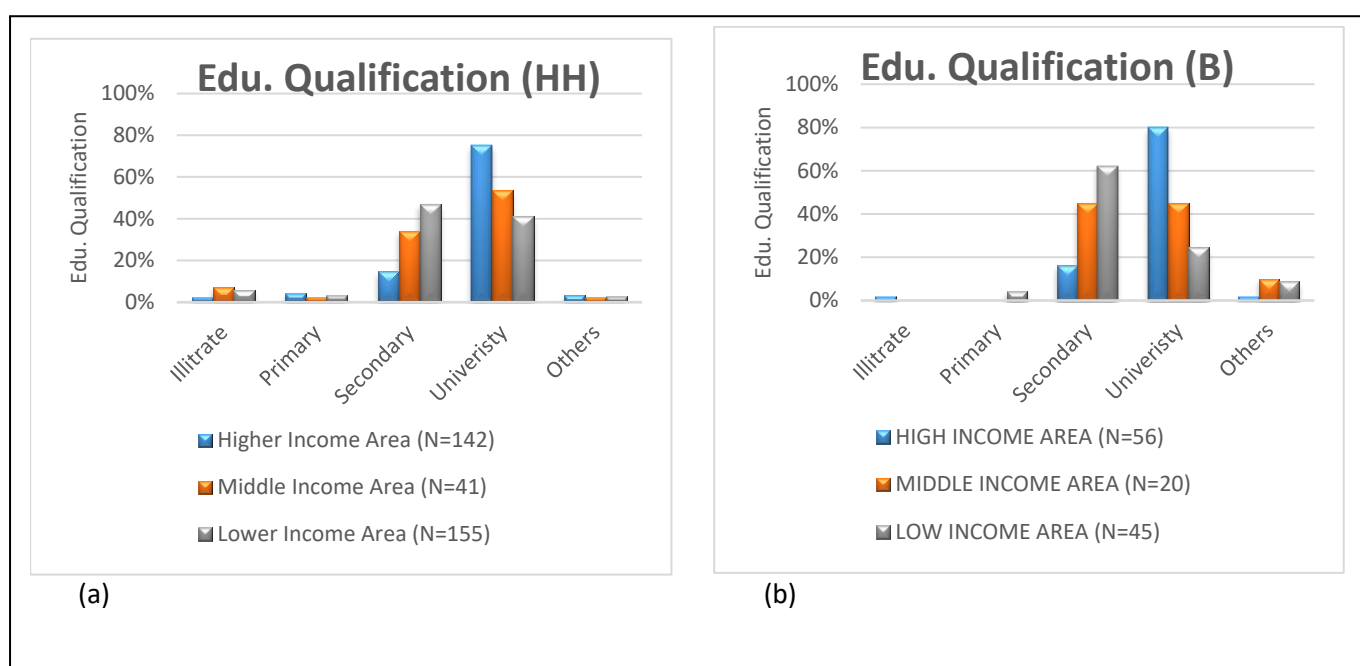 Edu. Qualification (HH)
Edu. Qualification
100%
80%
60%
40%
20%
0%
Illitrate
Primary
Secondary
Univeristy
Others
Higher Income Area (N=142)
Middle Income Area (N=41)
Lower Income Area (N=155)
(a)
Edu. Qualification (B)
Edu. Qualification
100%
80%
60%
40%
20%
0%
Illitrate
Primary
Secondary
Univeristy
Others
HIGH INCOME AREA (N=56)
MIDDLE INCOME AREA (N=20)
LOW INCOME AREA (N=45)
(b)